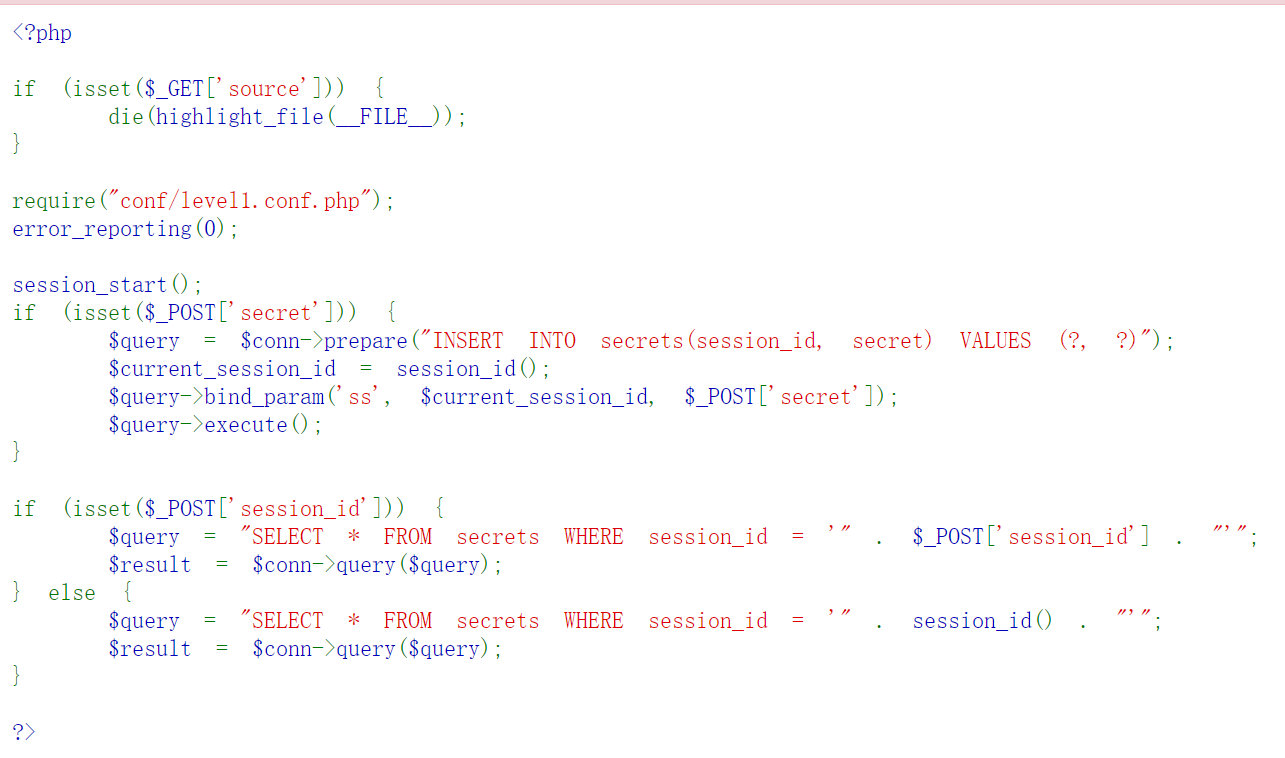 <?php
if (isset($_GET['source'])) {
die(highlight_file(__FILE__));
}
require("conf/level1.conf.php");
error_reporting(0);
session_start();
if (isset($_POST['secret'])) {
$query = $conn->prepare("INSERT INTO secrets(session_id, secret) VALUES (?, ?)");
$current_session_id = session_id();
$query->bind_param('ss', $current_session_id, $_POST['secret']);
$query->execute();
}
if (isset($_POST['session_id'])) {
$query = "SELECT * FROM secrets WHERE session_id = '" . $_POST['session_id'] . "'";
$result = $conn->query($query);
} else {
$query = "SELECT * FROM secrets WHERE session_id = '" . session_id() . "'";
$result = $conn->query($query);
}
?>